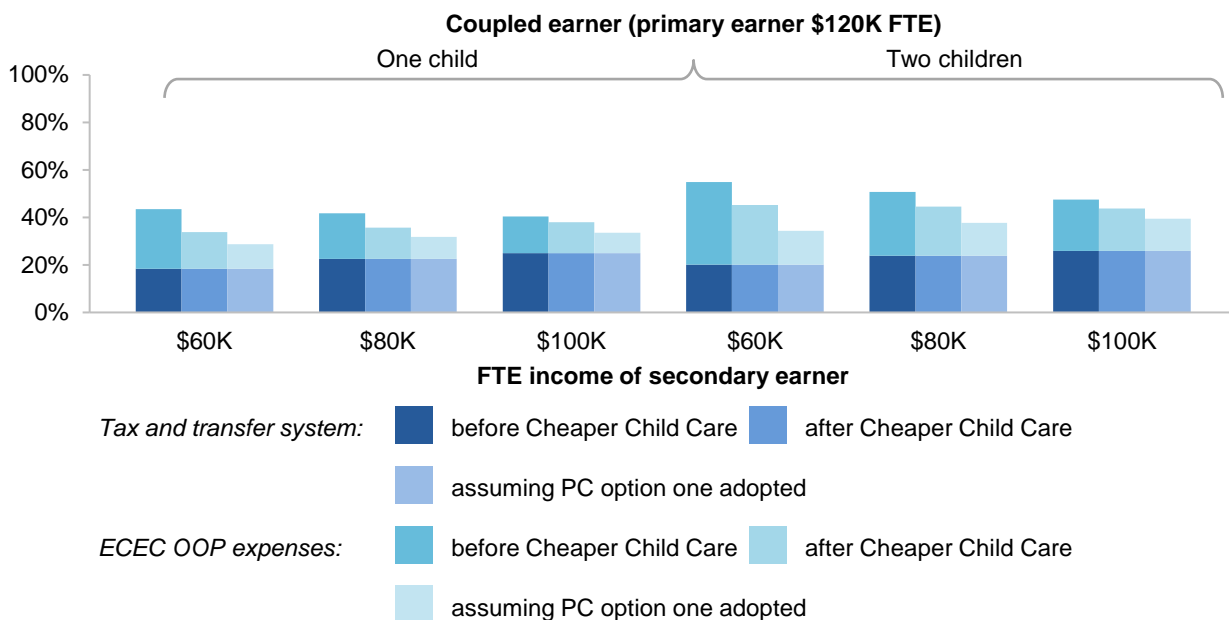 Coupled earner (primary earner $120K FTE)
One child
Two children
100%
80%
60%
40%
20%
0%
$60K
$80K
$100K
$60K
$80K
$100K
FTE income of secondary earner
Tax and transfer system:
before Cheaper Child Care
after Cheaper Child Care
assuming PC option one adopted
ECEC OOP expenses:
before Cheaper Child Care
after Cheaper Child Care
assuming PC option one adopted